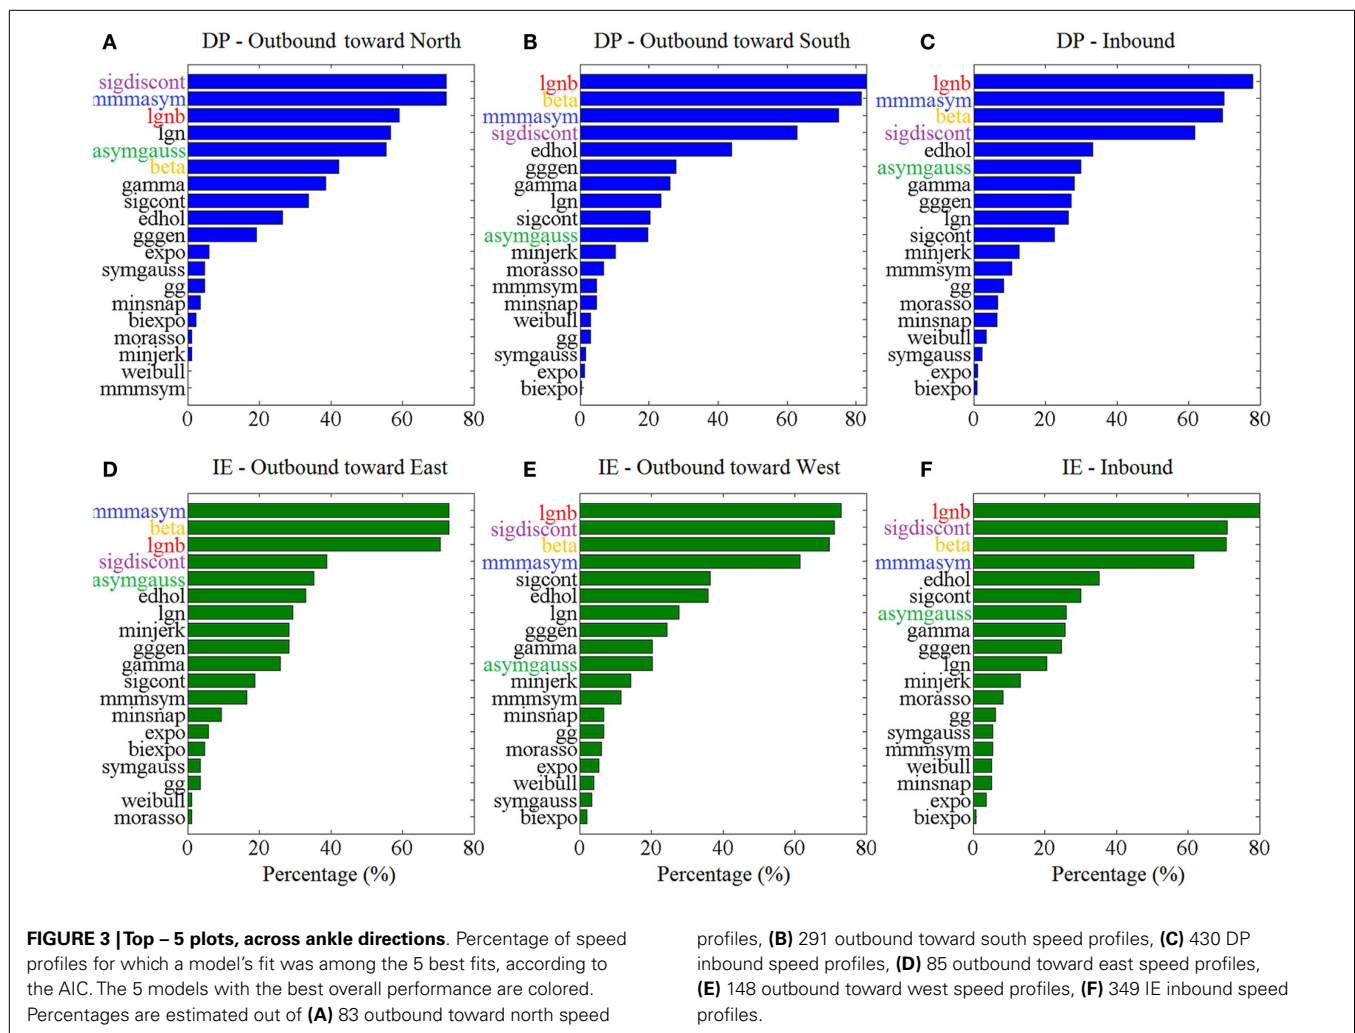 A
DP - Outbound toward North
sigdiscont
mmmasym
lgnb
lgn
asymgauss
beta
gamma
sigcont
edhol
gggen
expo
symgauss
gg
minsnap
biexpo
morasso
minjerk
weibull
mmmsym
0 20 40 60 80
B
DP - Outbound toward South
lgnb
beta
mmmasym
sigdiscont
edhol
gggen
gamma
lgn
sigcont
asymgauss
minjerk
morasso
mmmsym
minsnap
weibull
gg
symgauss
expo
biexpo
0 20 40 60 80
C
DP - Inbound
lgnb
mmmasym
beta
sigdiscont
edhol
asymgauss
gamma
gggen
lgn
sigcont
minjerk
mmmsym
gg
morasso
minsnap
weibull
symgauss
expo
biexpo
0 20 40 60 80
D
IE - Outbound toward East
mmmasym
beta
lgnb
sigdiscont
asymgauss
edhol
lgn
minjerk
gggen
gamma
sigcont
mmmsym
minsnap
expo
biexpo
symgauss
gg
weibull
morasso
0 20 40 60 80
Percentage (%)
E
IE - Outbound toward West
lgnb
sigdiscont
beta
mmmasym
sigcont
edhol
lgn
gggen
gamma
asymgauss
minjerk
mmmsym
minsnap
gg
morasso
expo
weibull
symgauss
biexpo
0 20 40 60 80
Percentage (%)
F
IE - Inbound
lgnb
sigdiscont
beta
mmmasym
edhol
sigcont
asymgauss
gamma
gggen
lgn
minjerk
morasso
gg
symgauss
mmmsym
weibull
minsnap
expo
biexpo
0 20 40 60 80
Percentage (%)
FIGURE 3 | Top – 5 plots, across ankle directions. Percentage of speed
profiles for which a model's fit was among the 5 best fits, according to
the AIC. The 5 models with the best overall performance are colored.
Percentages are estimated out of (A) 83 outbound toward north speed
profiles, (B) 291 outbound toward south speed profiles, (C) 430 DP
inbound speed profiles, (D) 85 outbound toward east speed profiles,
(E) 148 outbound toward west speed profiles, (F) 349 IE inbound speed
profiles.